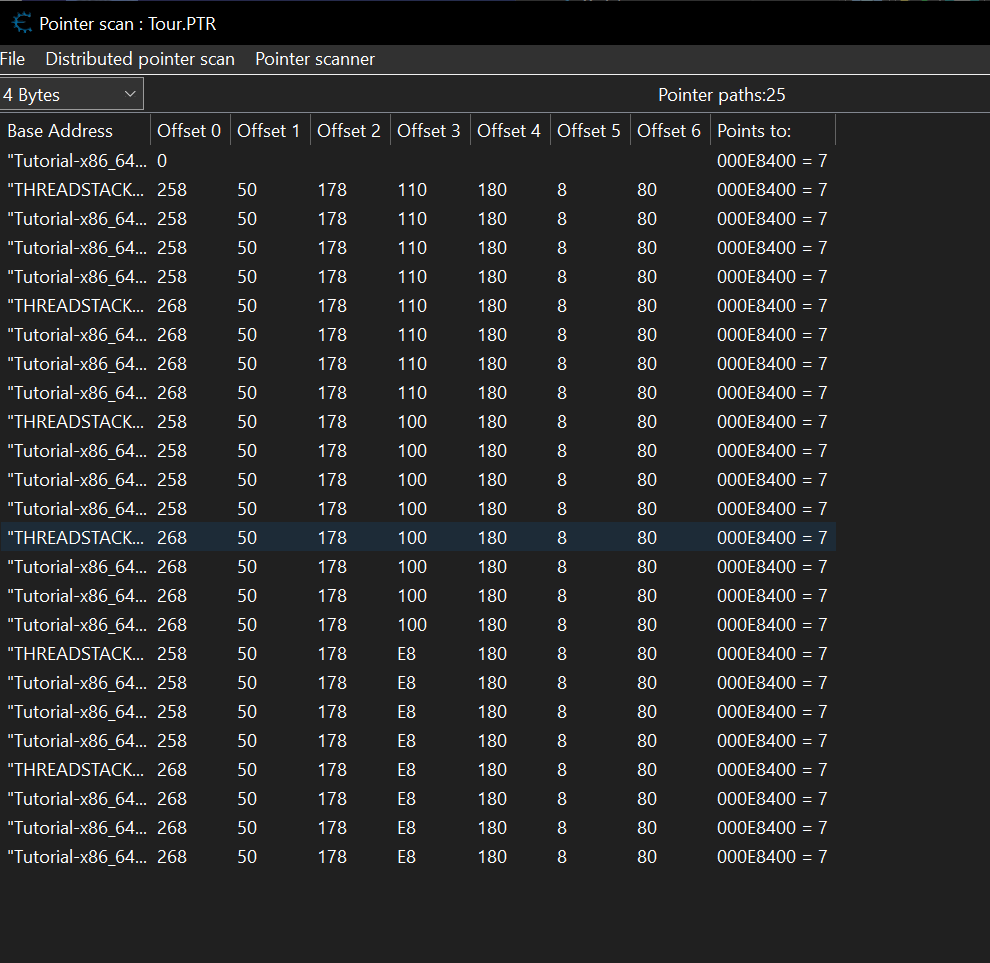 Pointer scan : Tour.PTR
File Distributed pointer scan Pointer scanner
4 Bytes Pointer paths:25
Base Address Offset 0 Offset 1 Offset 2 Offset 3 Offset 4 Offset 5 Offset 6 Points to:
"Tutorial-x86_64... 0 000E8400 = 7
"THREADSTACK... 258 50 178 110 180 8 80 000E8400 = 7
"Tutorial-x86_64... 258 50 178 110 180 8 80 000E8400 = 7
"Tutorial-x86_64... 258 50 178 110 180 8 80 000E8400 = 7
"Tutorial-x86_64... 258 50 178 110 180 8 80 000E8400 = 7
"THREADSTACK... 268 50 178 110 180 8 80 000E8400 = 7
"Tutorial-x86_64... 268 50 178 110 180 8 80 000E8400 = 7
"Tutorial-x86_64... 268 50 178 110 180 8 80 000E8400 = 7
"Tutorial-x86_64... 268 50 178 110 180 8 80 000E8400 = 7
"THREADSTACK... 258 50 178 100 180 8 80 000E8400 = 7
"Tutorial-x86_64... 258 50 178 100 180 8 80 000E8400 = 7
"Tutorial-x86_64... 258 50 178 100 180 8 80 000E8400 = 7
"Tutorial-x86_64... 258 50 178 100 180 8 80 000E8400 = 7
"THREADSTACK... 268 50 178 100 180 8 80 000E8400 = 7
"Tutorial-x86_64... 268 50 178 100 180 8 80 000E8400 = 7
"Tutorial-x86_64... 268 50 178 100 180 8 80 000E8400 = 7
"Tutorial-x86_64... 268 50 178 100 180 8 80 000E8400 = 7
"THREADSTACK... 258 50 178 E8 180 8 80 000E8400 = 7
"Tutorial-x86_64... 258 50 178 E8 180 8 80 000E8400 = 7
"Tutorial-x86_64... 258 50 178 E8 180 8 80 000E8400 = 7
"Tutorial-x86_64... 258 50 178 E8 180 8 80 000E8400 = 7
"THREADSTACK... 268 50 178 E8 180 8 80 000E8400 = 7
"Tutorial-x86_64... 268 50 178 E8 180 8 80 000E8400 = 7
"Tutorial-x86_64... 268 50 178 E8 180 8 80 000E8400 = 7
"Tutorial-x86_64... 268 50 178 E8 180 8 80 000E8400 = 7